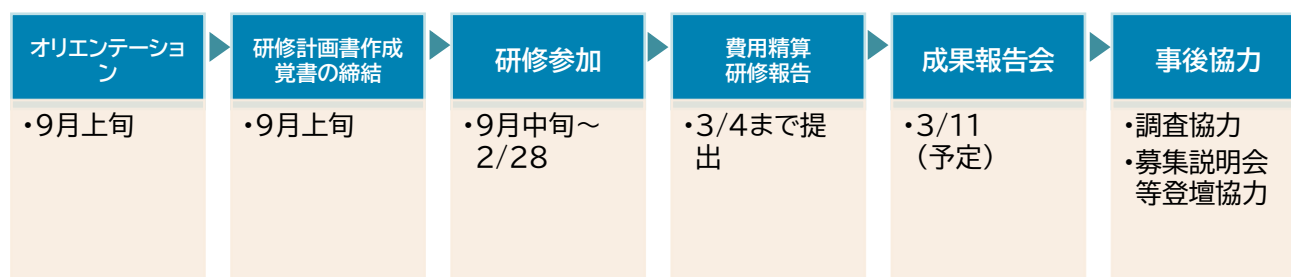 オリエンテーショ
ン
・9月上旬
研修計画書作成
覚書の締結
・9月上旬
研修参加
・9月中旬～
2/28
費用精算
研修報告
・3/4まで提
出
成果報告会
・3/11
（予定）
事後協力
・調査協力
・募集説明会
等登壇協力